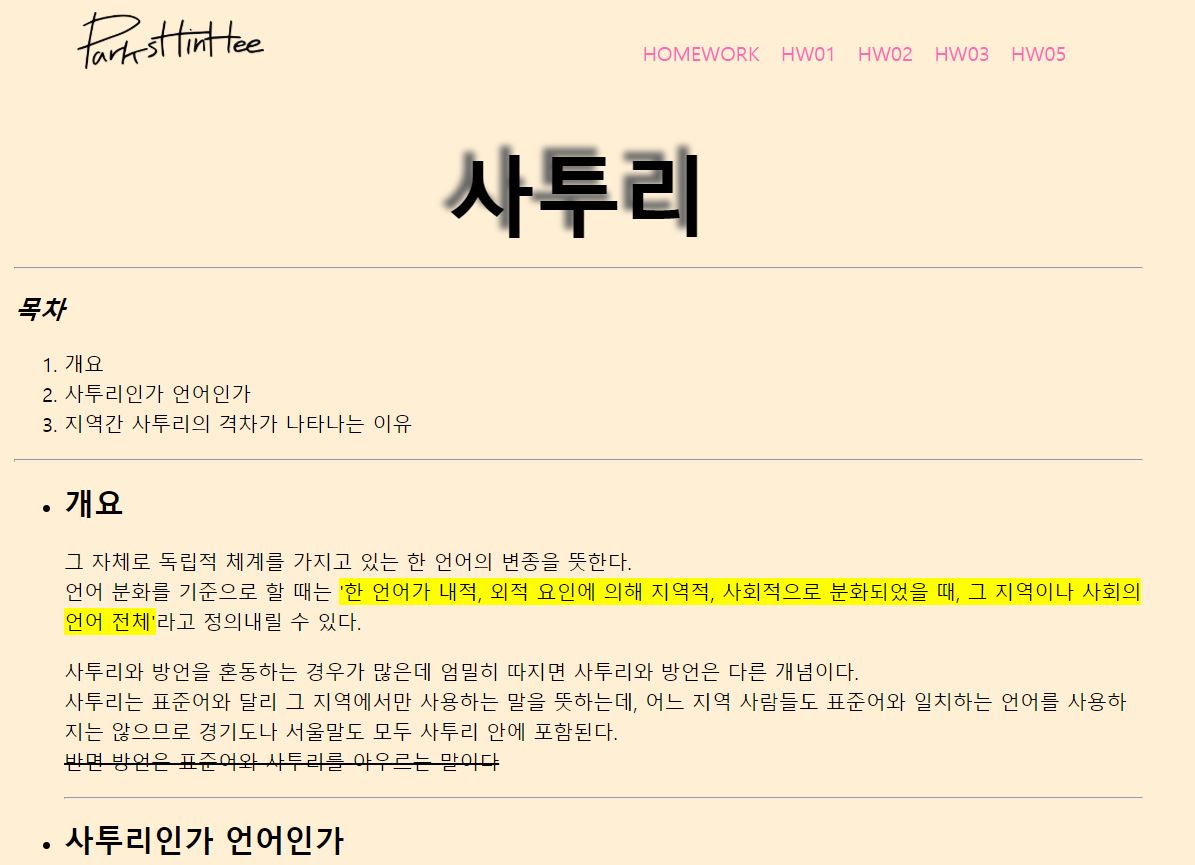 ParksHinHee
HOMEWORK HW01 HW02 HW03 HW05
사투리
목차
1. 개요
2. 사투리인가 언어인가
3. 지역간 사투리의 격차가 나타나는 이유
• 개요
그 자체로 독립적 체계를 가지고 있는 한 언어의 변종을 뜻한다.
언어 분화를 기준으로 할 때는 '한 언어가 내적, 외적 요인에 의해 지역적, 사회적으로 분화되었을 때, 그 지역이나 사회의
언어 전체'라고 정의내릴 수 있다.
사투리와 방언을 혼동하는 경우가 많은데 엄밀히 따지면 사투리와 방언은 다른 개념이다.
사투리는 표준어와 달리 그 지역에서만 사용하는 말을 뜻하는데, 어느 지역 사람들도 표준어와 일치하는 언어를 사용하
지는 않으므로 경기도나 서울말도 모두 사투리 안에 포함된다.
반면 방언은 표준어와 사투리를 아우르는 말이다
• 사투리인가 언어인가